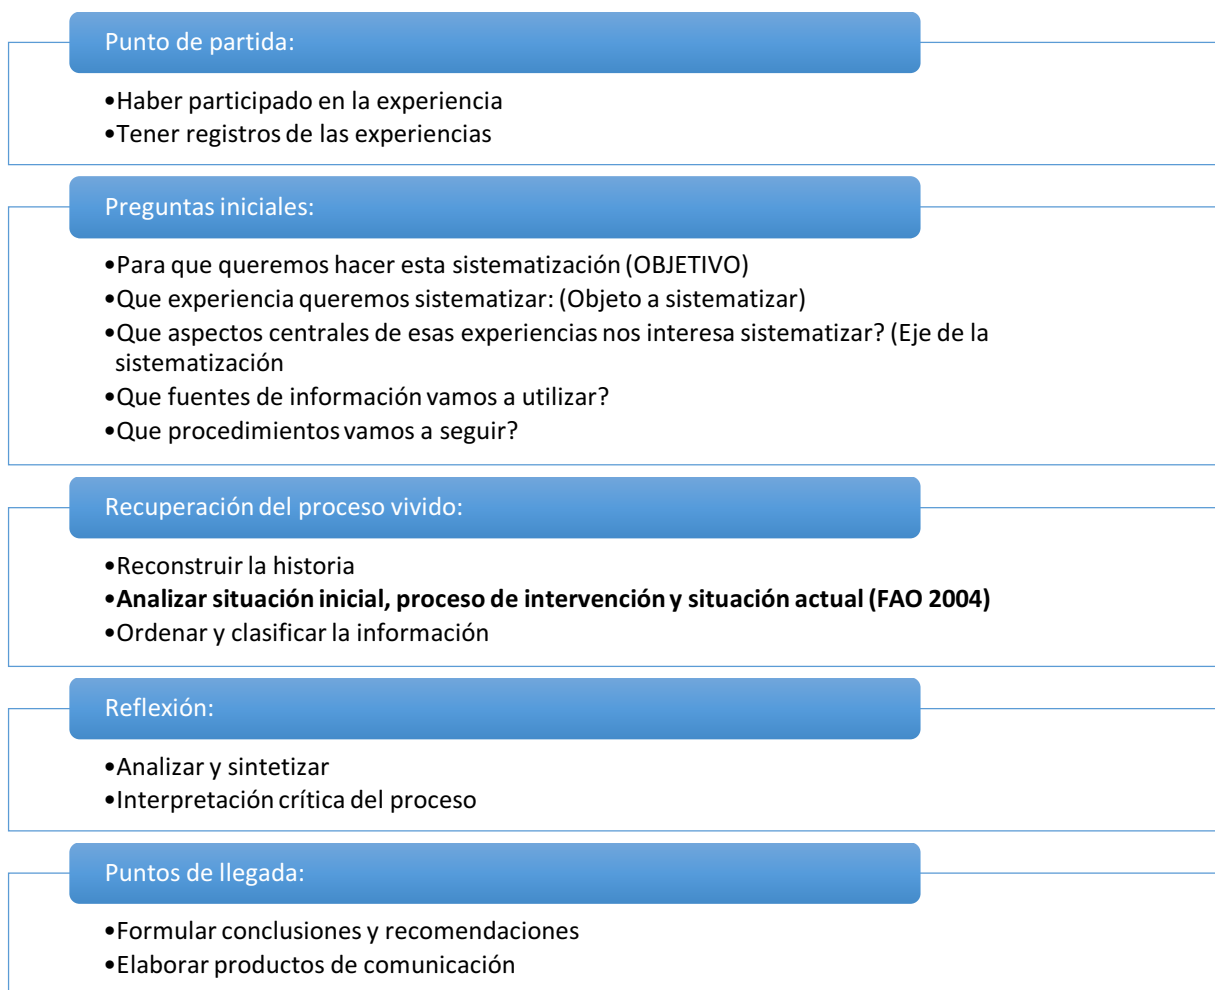 Punto de partida:
•Haber participado en la experiencia
•Tener registros de las experiencias
Preguntas iniciales:
•Para que queremos hacer esta sistematización (OBJETIVO)
•Que experiencia queremos sistematizar: (Objeto a sistematizar)
•Que aspectos centrales de esas experiencias nos interesa sistematizar? (Eje de la
sistematización
•Que fuentes de información vamos a utilizar?
•Que procedimientos vamos a seguir?
Recuperación del proceso vivido:
•Reconstruir la historia
•Analizar situación inicial, proceso de intervención y situación actual (FAO 2004)
•Ordenar y clasificar la información
Reflexión:
•Analizar y sintetizar
•Interpretación crítica del proceso
Puntos de llegada:
•Formular conclusiones y recomendaciones
•Elaborar productos de comunicación